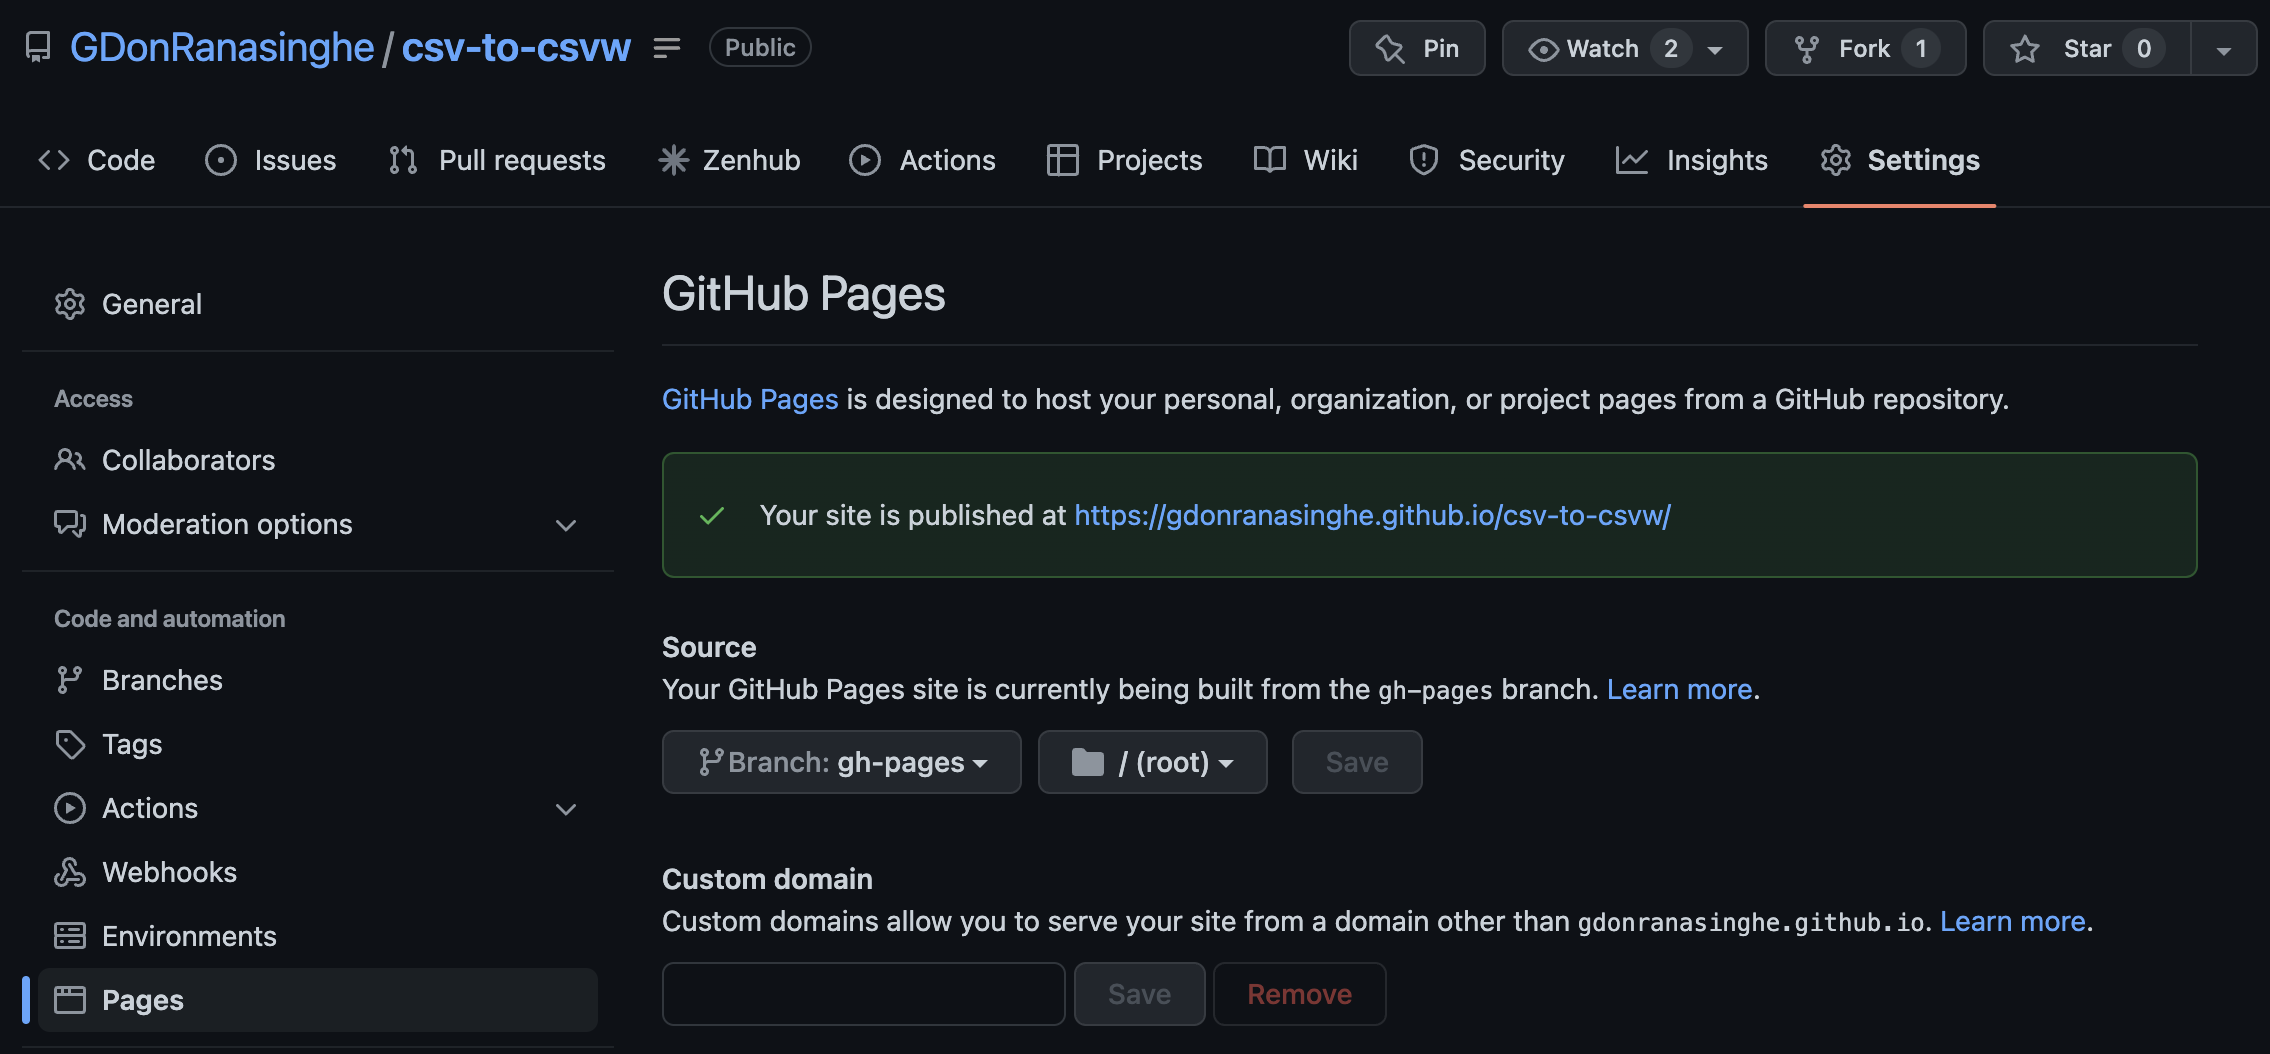 GDonRanasinghe / csv-to-csvw Public Pin Watch 2 Fork 1 Star 0
Code Issues Pull requests Zenhub Actions Projects Wiki Security Insights Settings
General
Access
Collaborators
Moderation options
Code and automation
Branches
Tags
Actions
Webhooks
Environments
Pages
GitHub Pages
GitHub Pages is designed to host your personal, organization, or project pages from a GitHub repository.
Your site is published at https://gdonranasinghe.github.io/csv-to-csvw/
Source
Your GitHub Pages site is currently being built from the gh-pages branch. Learn more.
Branch: gh-pages / (root) Save
Custom domain
Custom domains allow you to serve your site from a domain other than gdonranasinghe.github.io. Learn more.
Save Remove